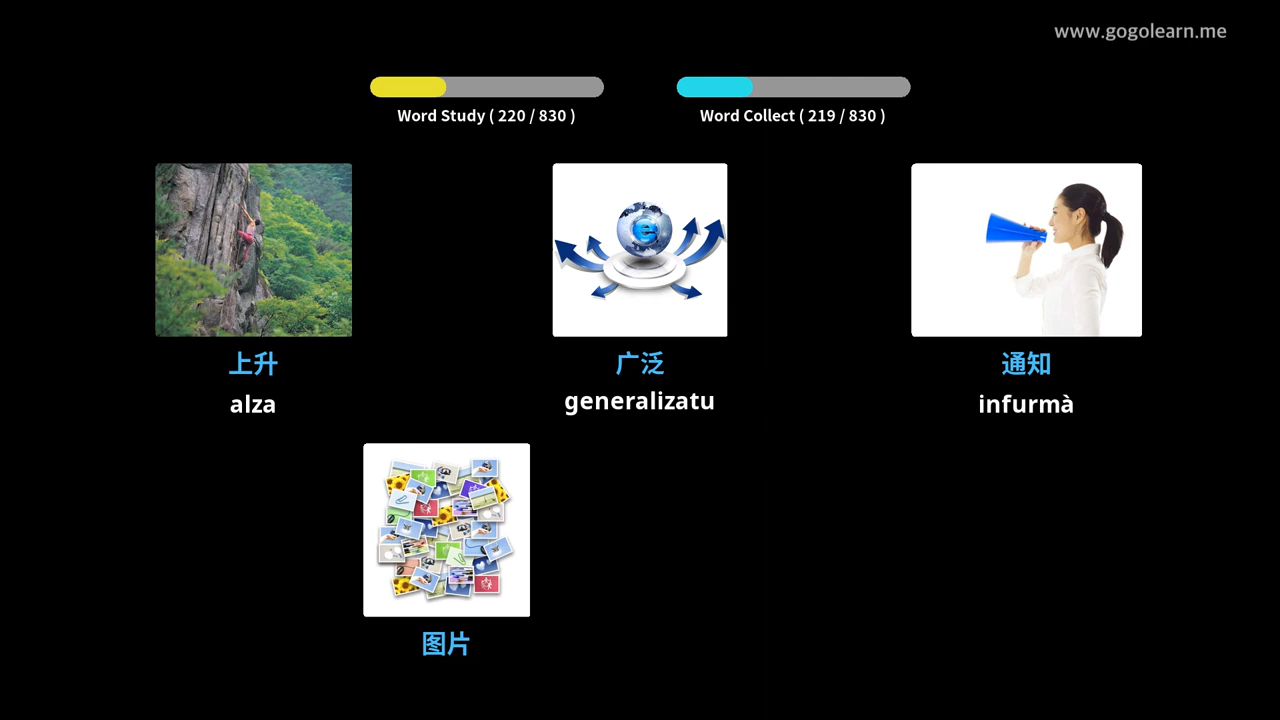 www.gogolearn.me
Word Study ( 220 / 830 )
Word Collect ( 219 / 830 )
上升
alza
广泛
generalizatu
通知
infurmà
图片